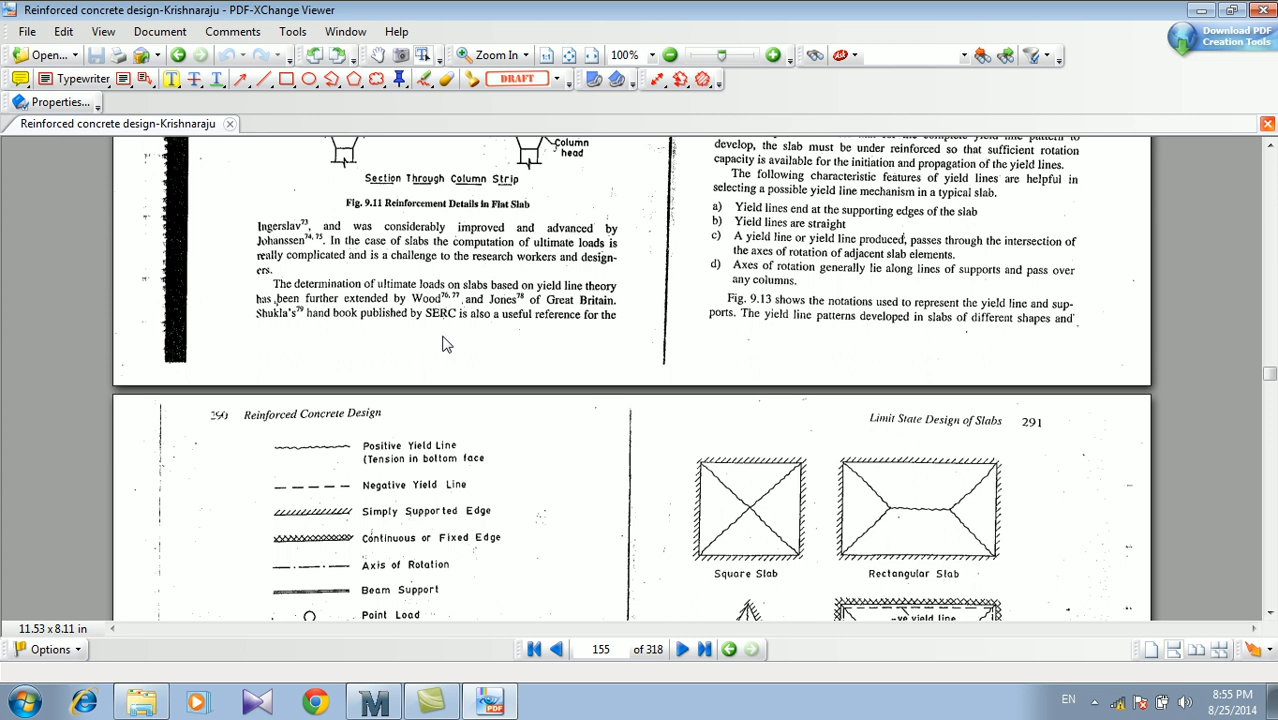 Reinforced concrete design-Krishnaraju - PDF-XChange Viewer
File Edit View Document Comments Tools Window Help
Download PDF
Creation Tools
Open...
Zoom In
100%
Typewriter
DRAFT
Properties...
Reinforced concrete design-Krishnaraju
Column
head
Section Through Column Strip
Fig. 9.11 Reinforcement Details in Flat Slab
Ingerslav73, and was considerably improved and advanced by
Johanssen74, 75. In the case of slabs the computation of ultimate loads is
really complicated and is a challenge to the research workers and design-
ers.
The determination of ultimate loads on slabs based on yield line theory
has been further extended by Wood76, 77 and Jones78 of Great Britain.
Shukla's79 hand book published by SERC is also a useful reference for the
for the complete yield line pattern to
develop, the slab must be under reinforced so that sufficient rotation
capacity is available for the initiation and propagation of the yield lines.
The following characteristic features of yield lines are helpful in
selecting a possible yield line mechanism in a typical slab.
a) Yield lines end at the supporting edges of the slab
b) Yield lines are straight
c) A yield line or yield line produced, passes through the intersection of
the axes of rotation of adjacent slab elements.
d) Axes of rotation generally lie along lines of supports and pass over
any columns.
Fig. 9.13 shows the notations used to represent the yield line and sup-
ports. The yield line patterns developed in slabs of different shapes and
290 Reinforced Concrete Design
Positive Yield Line
(Tension in bottom face
Negative Yield Line
Simply Supported Edge
Continuous or Fixed Edge
Axis of Rotation
Beam Support
Point Load
Limit State Design of Slabs 291
Square Slab
Rectangular Slab
-ve yield line
11.53 x 8.11 in
Options
155 of 318
EN
8:55 PM
8/25/2014